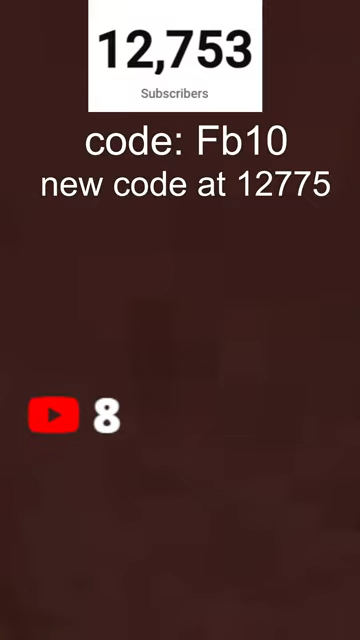 12,753
Subscribers
code: Fb10
new code at 12775
8